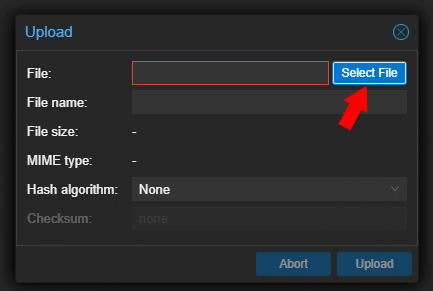 Upload
File:
Select File
File name:
File size: -
MIME type: -
Hash algorithm: None
Checksum: none
Abort Upload